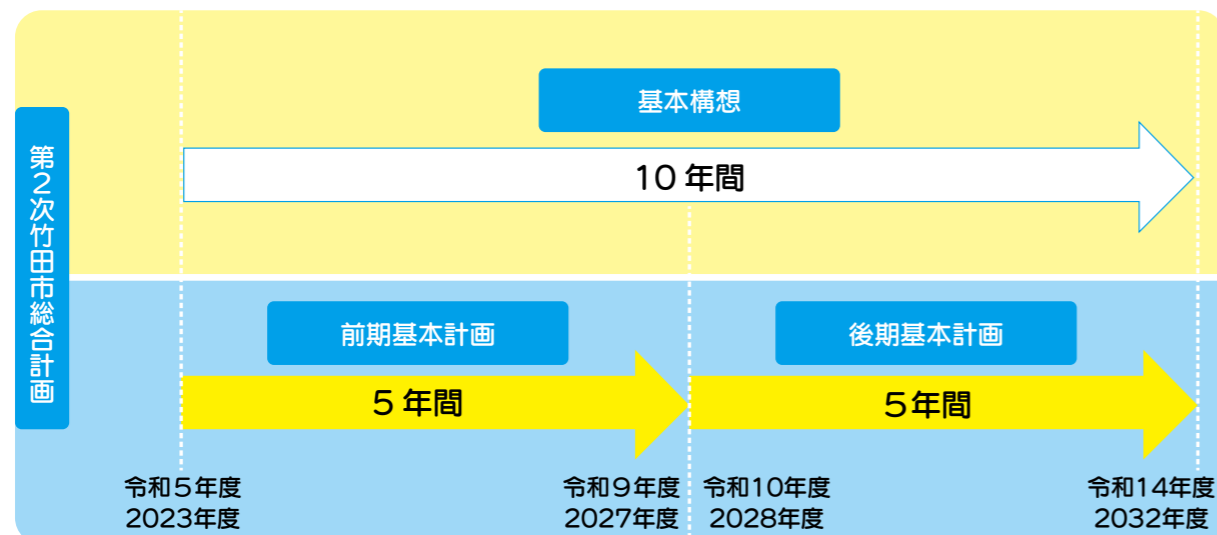 第2次竹田市総合計画
基本構想
10年間
前期基本計画
後期基本計画
5年間
5年間
令和5年度
2023年度
令和9年度
2027年度
令和10年度
2028年度
令和14年度
2032年度